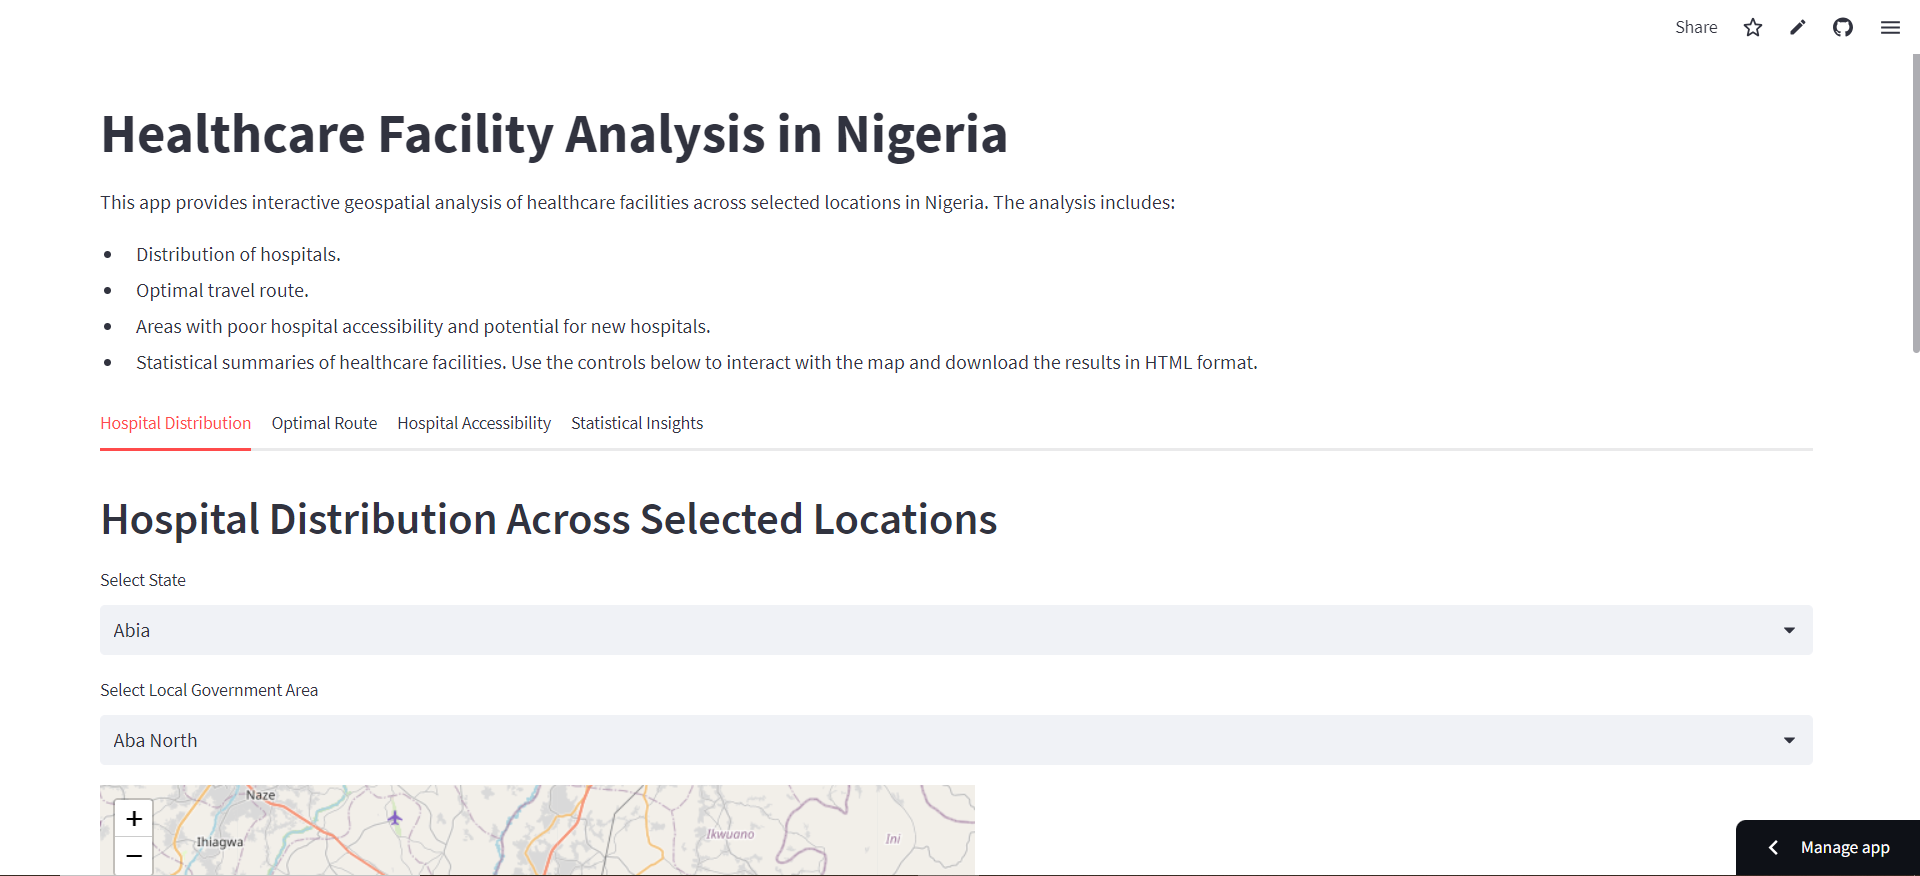 Share
Healthcare Facility Analysis in Nigeria
This app provides interactive geospatial analysis of healthcare facilities across selected locations in Nigeria. The analysis includes:
Distribution of hospitals.
Optimal travel route.
Areas with poor hospital accessibility and potential for new hospitals.
Statistical summaries of healthcare facilities. Use the controls below to interact with the map and download the results in HTML format.
Hospital Distribution Optimal Route Hospital Accessibility Statistical Insights
Hospital Distribution Across Selected Locations
Select State
Abia
Select Local Government Area
Aba North
Naze
+
Ikwuano
Ini
Ihiagwa
−
Manage app